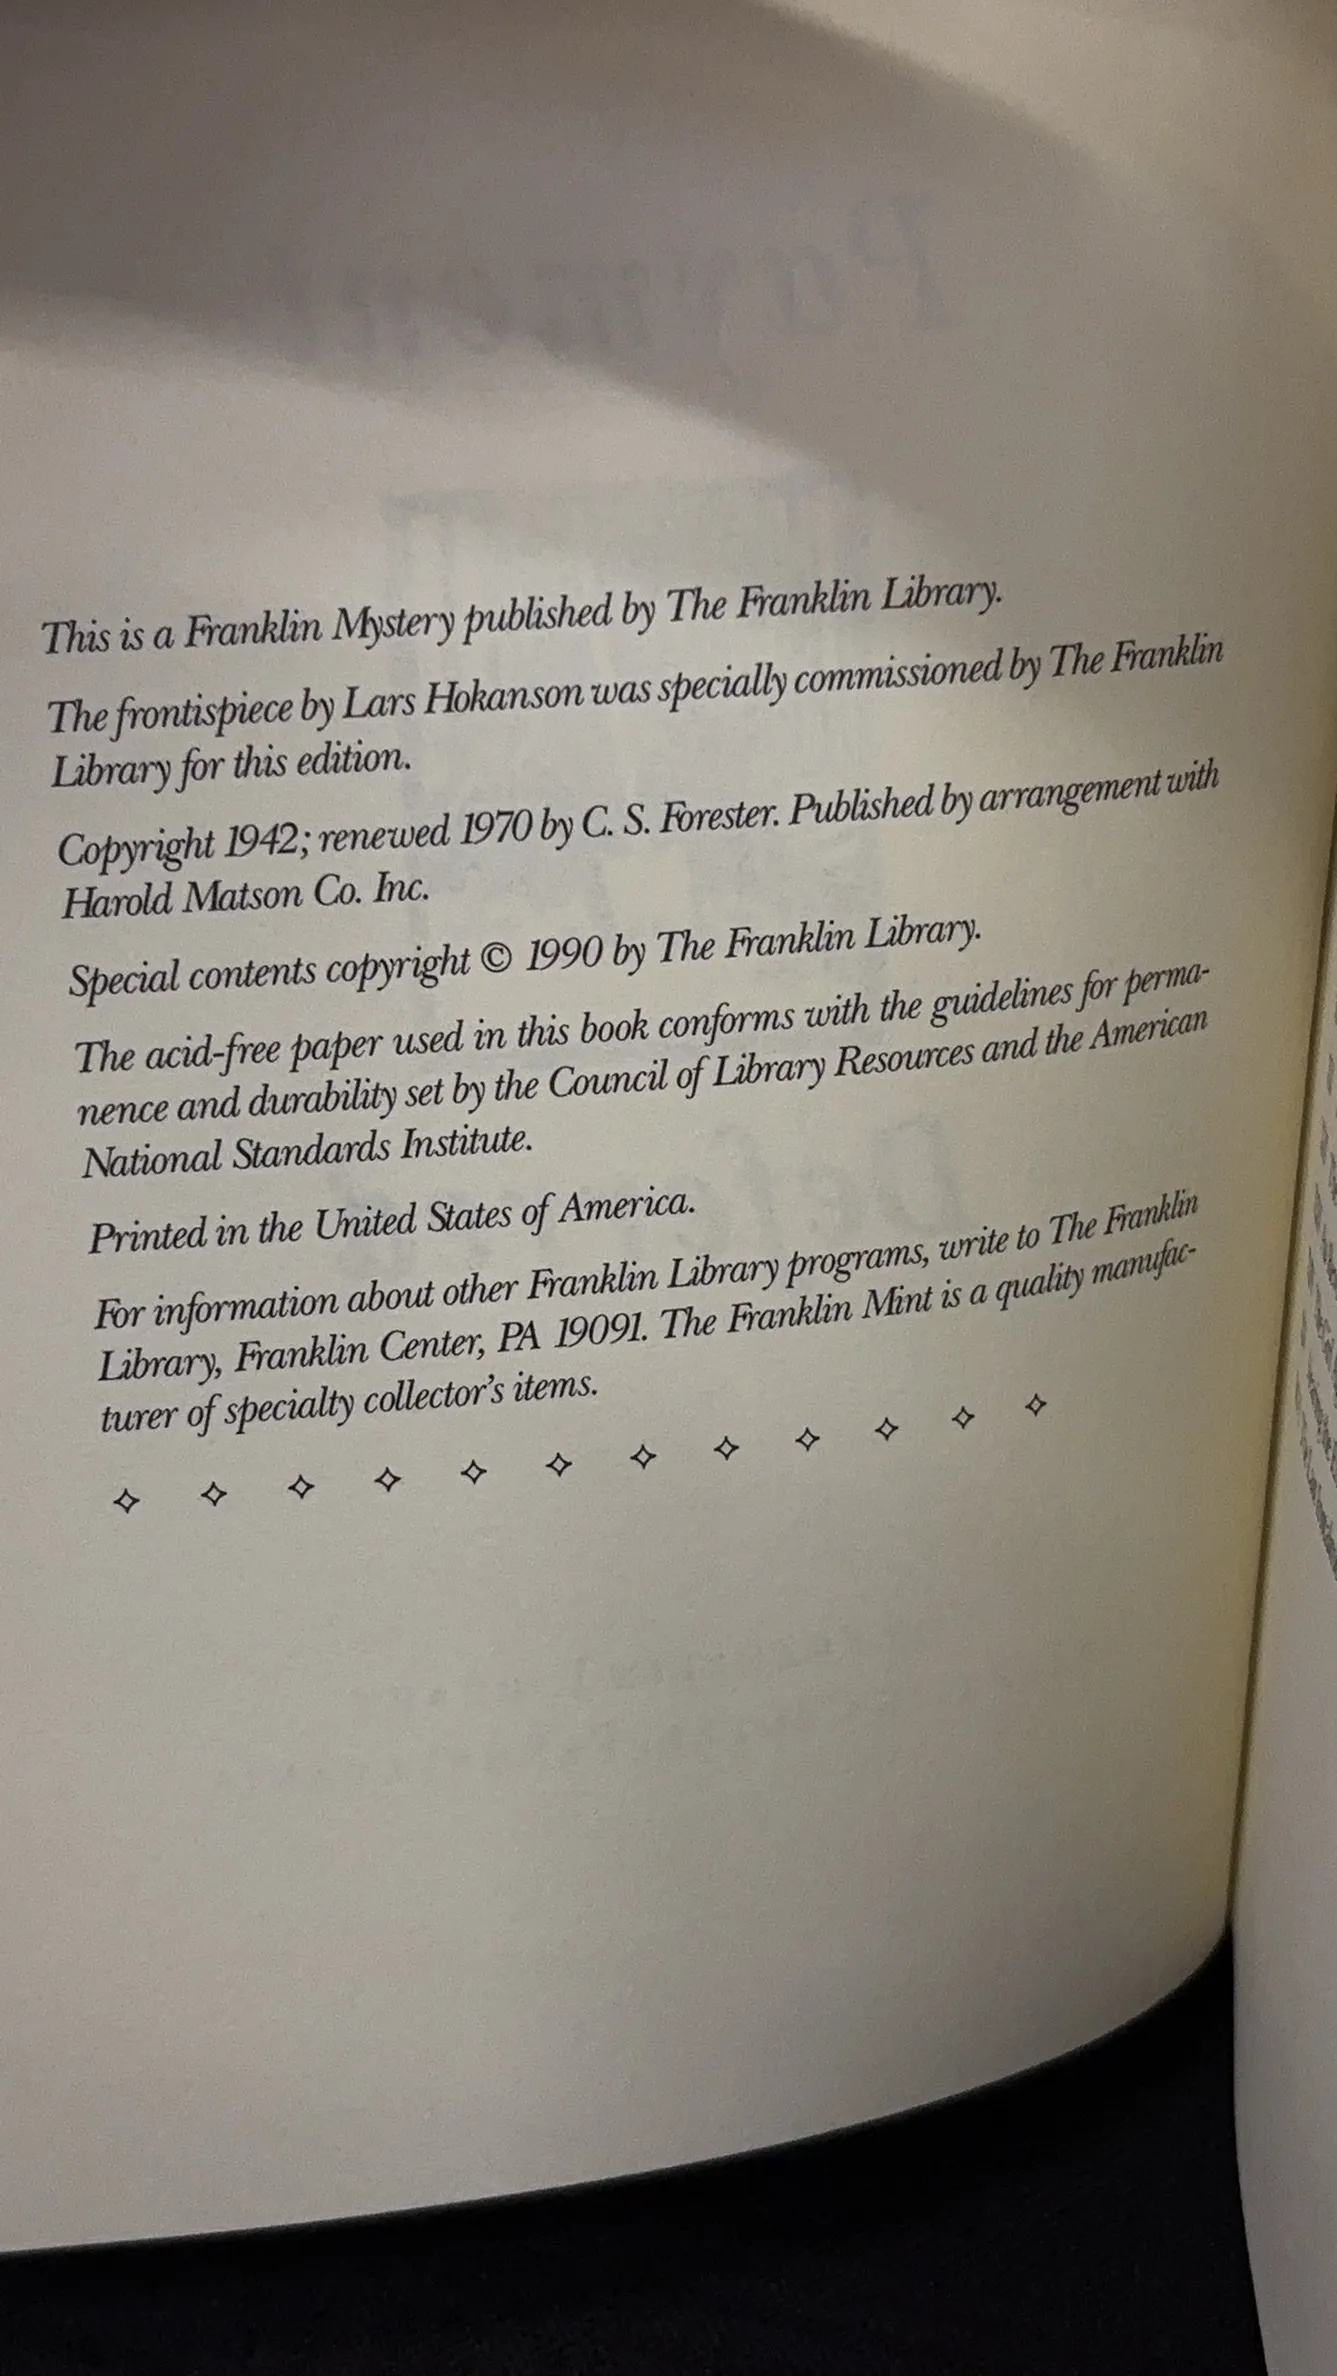 This is a Franklin Mystery published by The Franklin Library.
The frontispiece by Lars Hokanson was specially commissioned by The Franklin
Library for this edition.
Copyright 1942; renewed 1970 by C. S. Forester. Published by arrangement with
Harold Matson Co. Inc.
Special contents copyright © 1990 by The Franklin Library.
The acid-free paper used in this book conforms with the guidelines for perma-
nence and durability set by the Council of Library Resources and the American
National Standards Institute.
Printed in the United States of America.
For information about other Franklin Library programs, write to The Franklin
Library, Franklin Center, PA 19091. The Franklin Mint is a quality manufac-
turer of specialty collector's items.